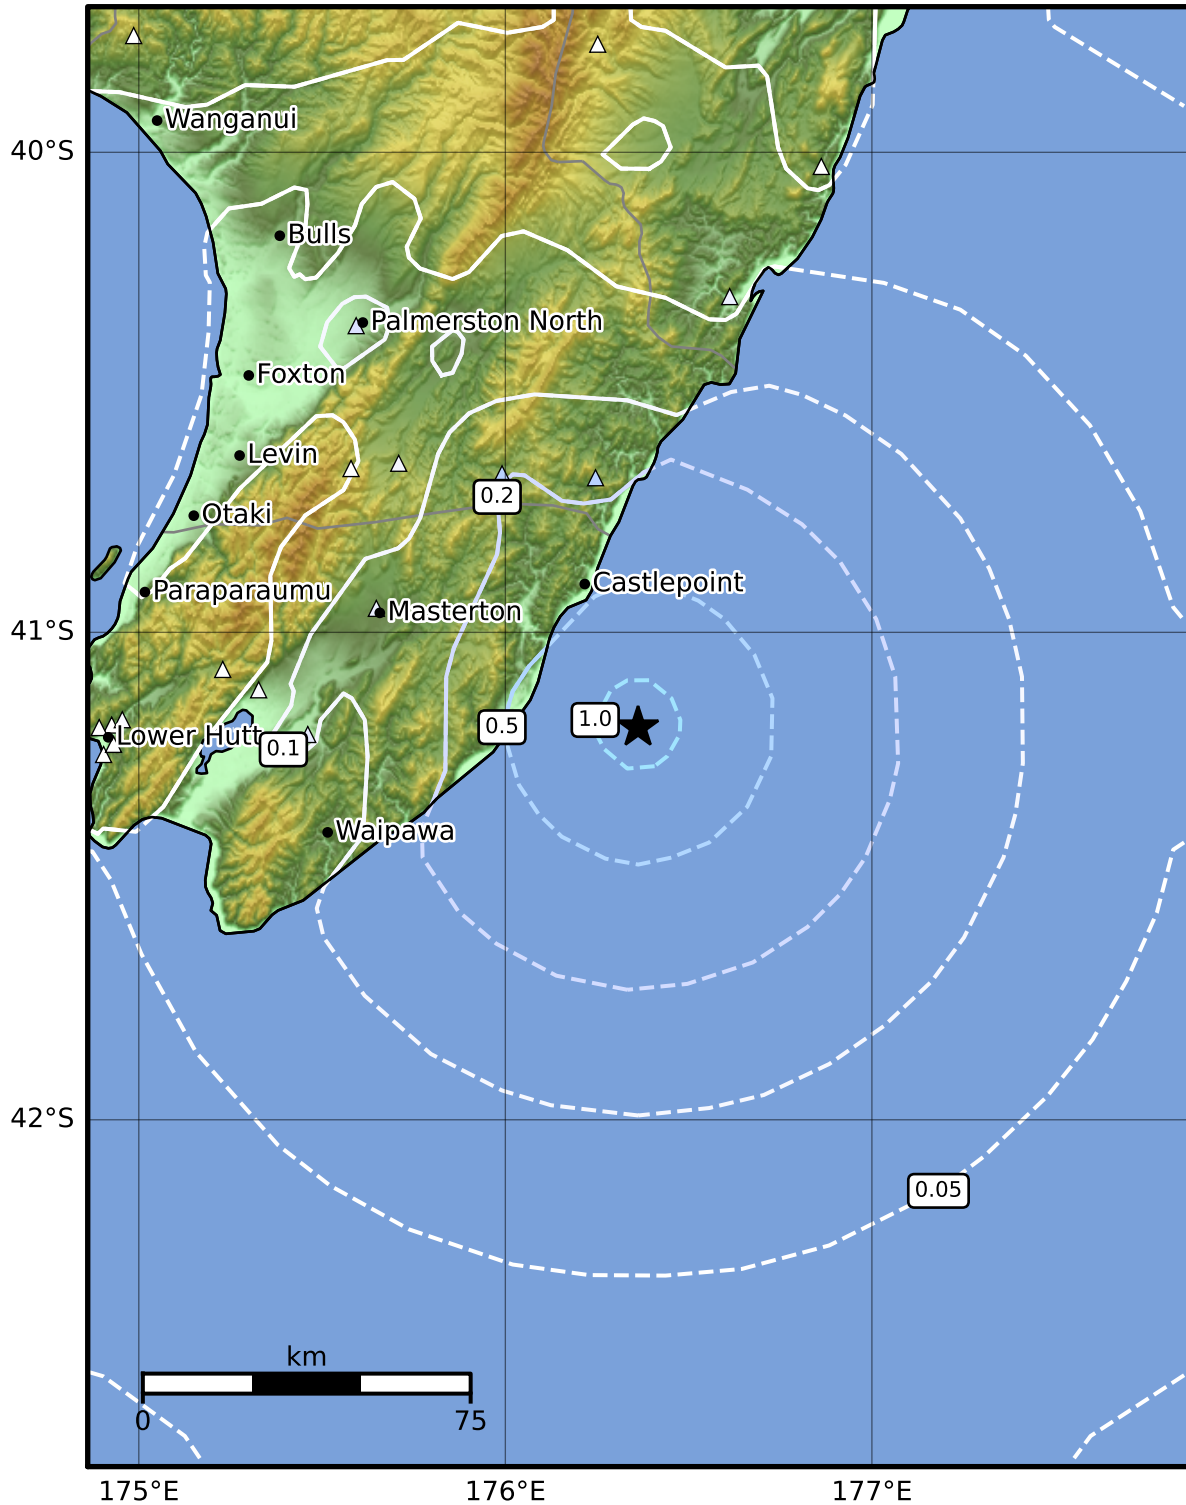 Wanganui
40°S
Bulls
Palmerston North
Foxton
Levin
0.2
Otaki
Castlepoint
Paraparaumu
Masterton
41°S
1.0
0.5
Lower Hutt
0.1
Waipawa
42°S
0.05
km
0 75
175°E 176°E 177°E